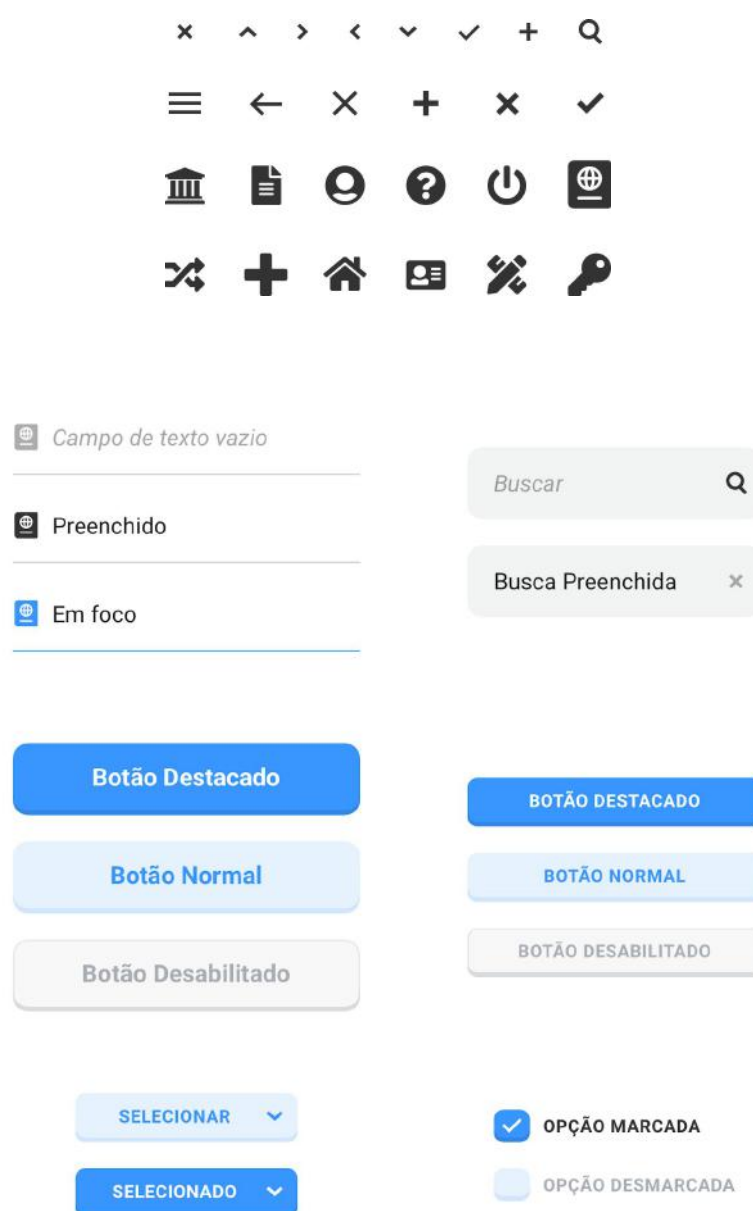 Campo de texto vazio
Preenchido
Em foco
Buscar
Busca Preenchida
Botão Destacado
Botão Normal
Botão Desabilitado
BOTÃO DESTACADO
BOTÃO NORMAL
BOTÃO DESABILITADO
SELECIONAR
SELECIONADO
OPÇÃO MARCADA
OPÇÃO DESMARCADA